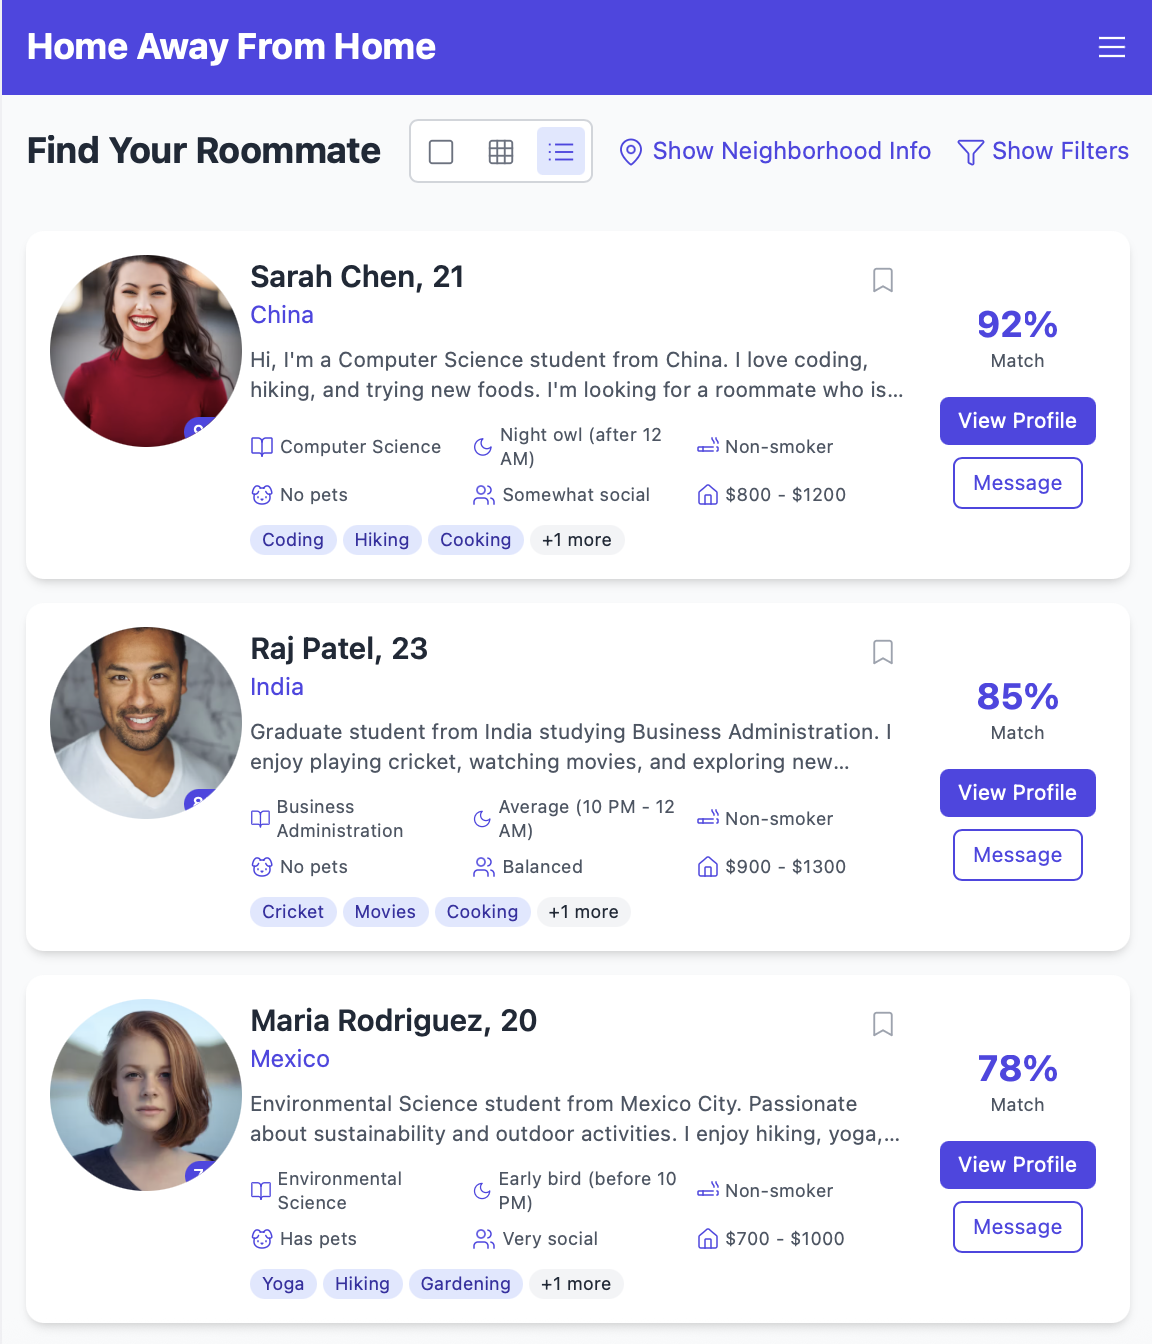 Home Away From Home
Find Your Roommate
Show Neighborhood Info
Show Filters
Sarah Chen, 21
China
Hi, I'm a Computer Science student from China. I love coding,
hiking, and trying new foods. I'm looking for a roommate who is...
Computer Science
Night owl (after 12
AM)
Non-smoker
No pets
Somewhat social
$800 - $1200
Coding
Hiking
Cooking
+1 more
92%
Match
View Profile
Message
Raj Patel, 23
India
Graduate student from India studying Business Administration. I
enjoy playing cricket, watching movies, and exploring new...
Business
Administration
Average (10 PM - 12
AM)
Non-smoker
No pets
Balanced
$900 - $1300
Cricket
Movies
Cooking
+1 more
85%
Match
View Profile
Message
Maria Rodriguez, 20
Mexico
Environmental Science student from Mexico City. Passionate
about sustainability and outdoor activities. I enjoy hiking, yoga,...
Environmental
Science
Early bird (before 10
PM)
Non-smoker
Has pets
Very social
$700 - $1000
Yoga
Hiking
Gardening
+1 more
78%
Match
View Profile
Message